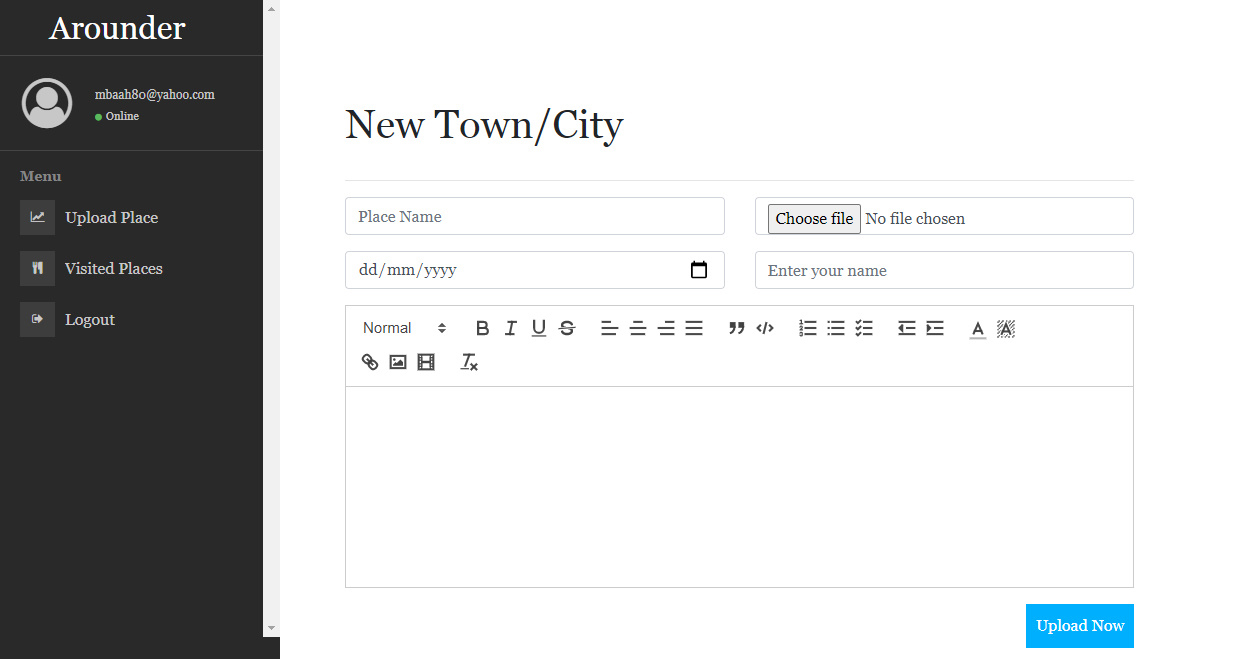 Arounder
mbaah80@yahoo.com
Online
Menu
Upload Place
Visited Places
Logout
New Town/City
Place Name
Choose file No file chosen
dd/mm/yyyy
Enter your name
Normal
Upload Now